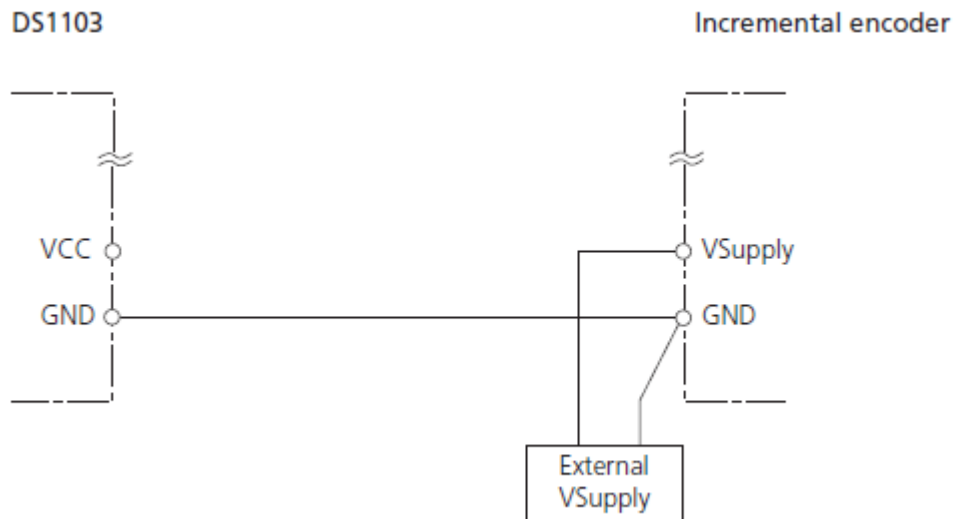 DS1103
Incremental encoder
VCC
VSupply
GND
GND
External
VSupply